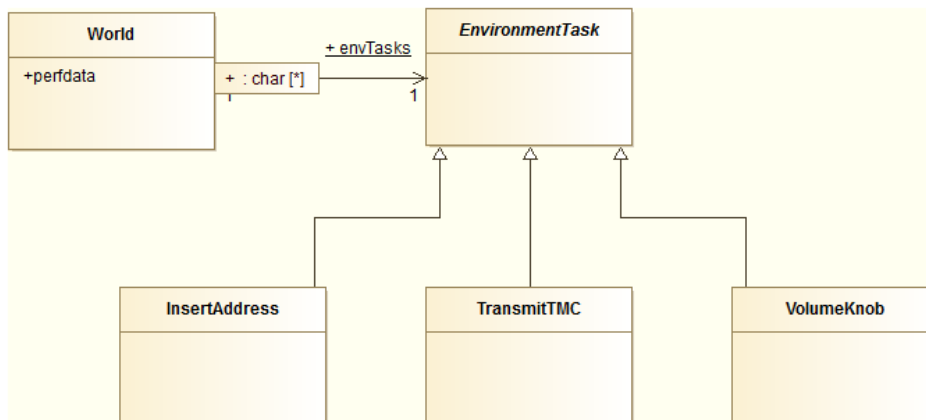 World
EnvironmentTask
+ envTasks
+perfdata
+ : char [*]
1
InsertAddress
TransmitTMC
VolumeKnob